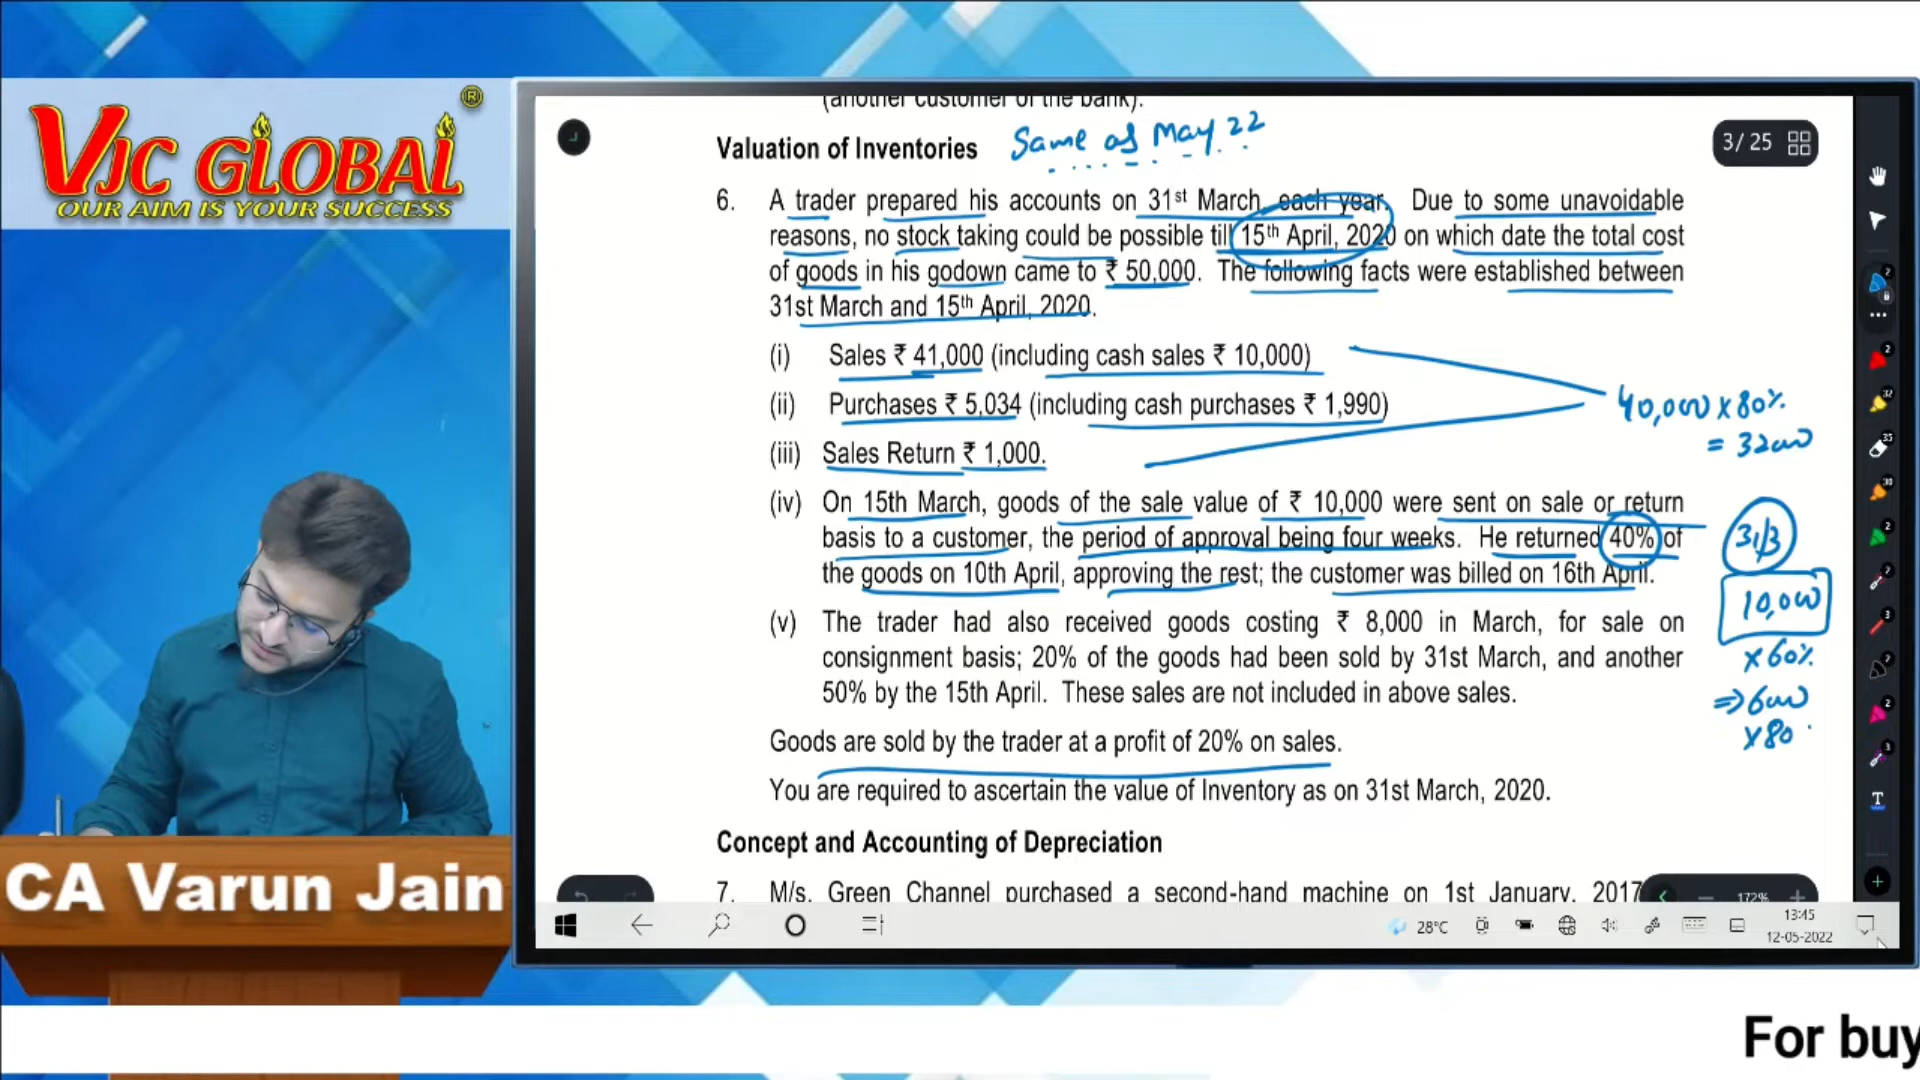 VJC GLOBAL ®
OUR AIM IS YOUR SUCCESS
(another customer of the bank).
Valuation of Inventories Same as May 22
3/ 25
6. A trader prepared his accounts on 31st March, each year. Due to some unavoidable
reasons, no stock taking could be possible till 15th April, 2020 on which date the total cost
of goods in his godown came to ₹ 50,000. The following facts were established between
31st March and 15th April, 2020.
(i) Sales ₹ 41,000 (including cash sales ₹ 10,000)
(ii) Purchases ₹ 5,034 (including cash purchases ₹ 1,990)
40,000 x 80%
= 32000
(iii) Sales Return ₹ 1,000.
(iv) On 15th March, goods of the sale value of ₹ 10,000 were sent on sale or return
basis to a customer, the period of approval being four weeks. He returned 40% of
the goods on 10th April, approving the rest; the customer was billed on 16th April.
31/3
10,000
x 60%
⇒ 6000
x 80
(v) The trader had also received goods costing ₹ 8,000 in March, for sale on
consignment basis; 20% of the goods had been sold by 31st March, and another
50% by the 15th April. These sales are not included in above sales.
Goods are sold by the trader at a profit of 20% on sales.
You are required to ascertain the value of Inventory as on 31st March, 2020.
Concept and Accounting of Depreciation
7. M/s. Green Channel purchased a second-hand machine on 1st January, 2017
172%
CA Varun Jain
28°C
13:45
12-05-2022
For buy